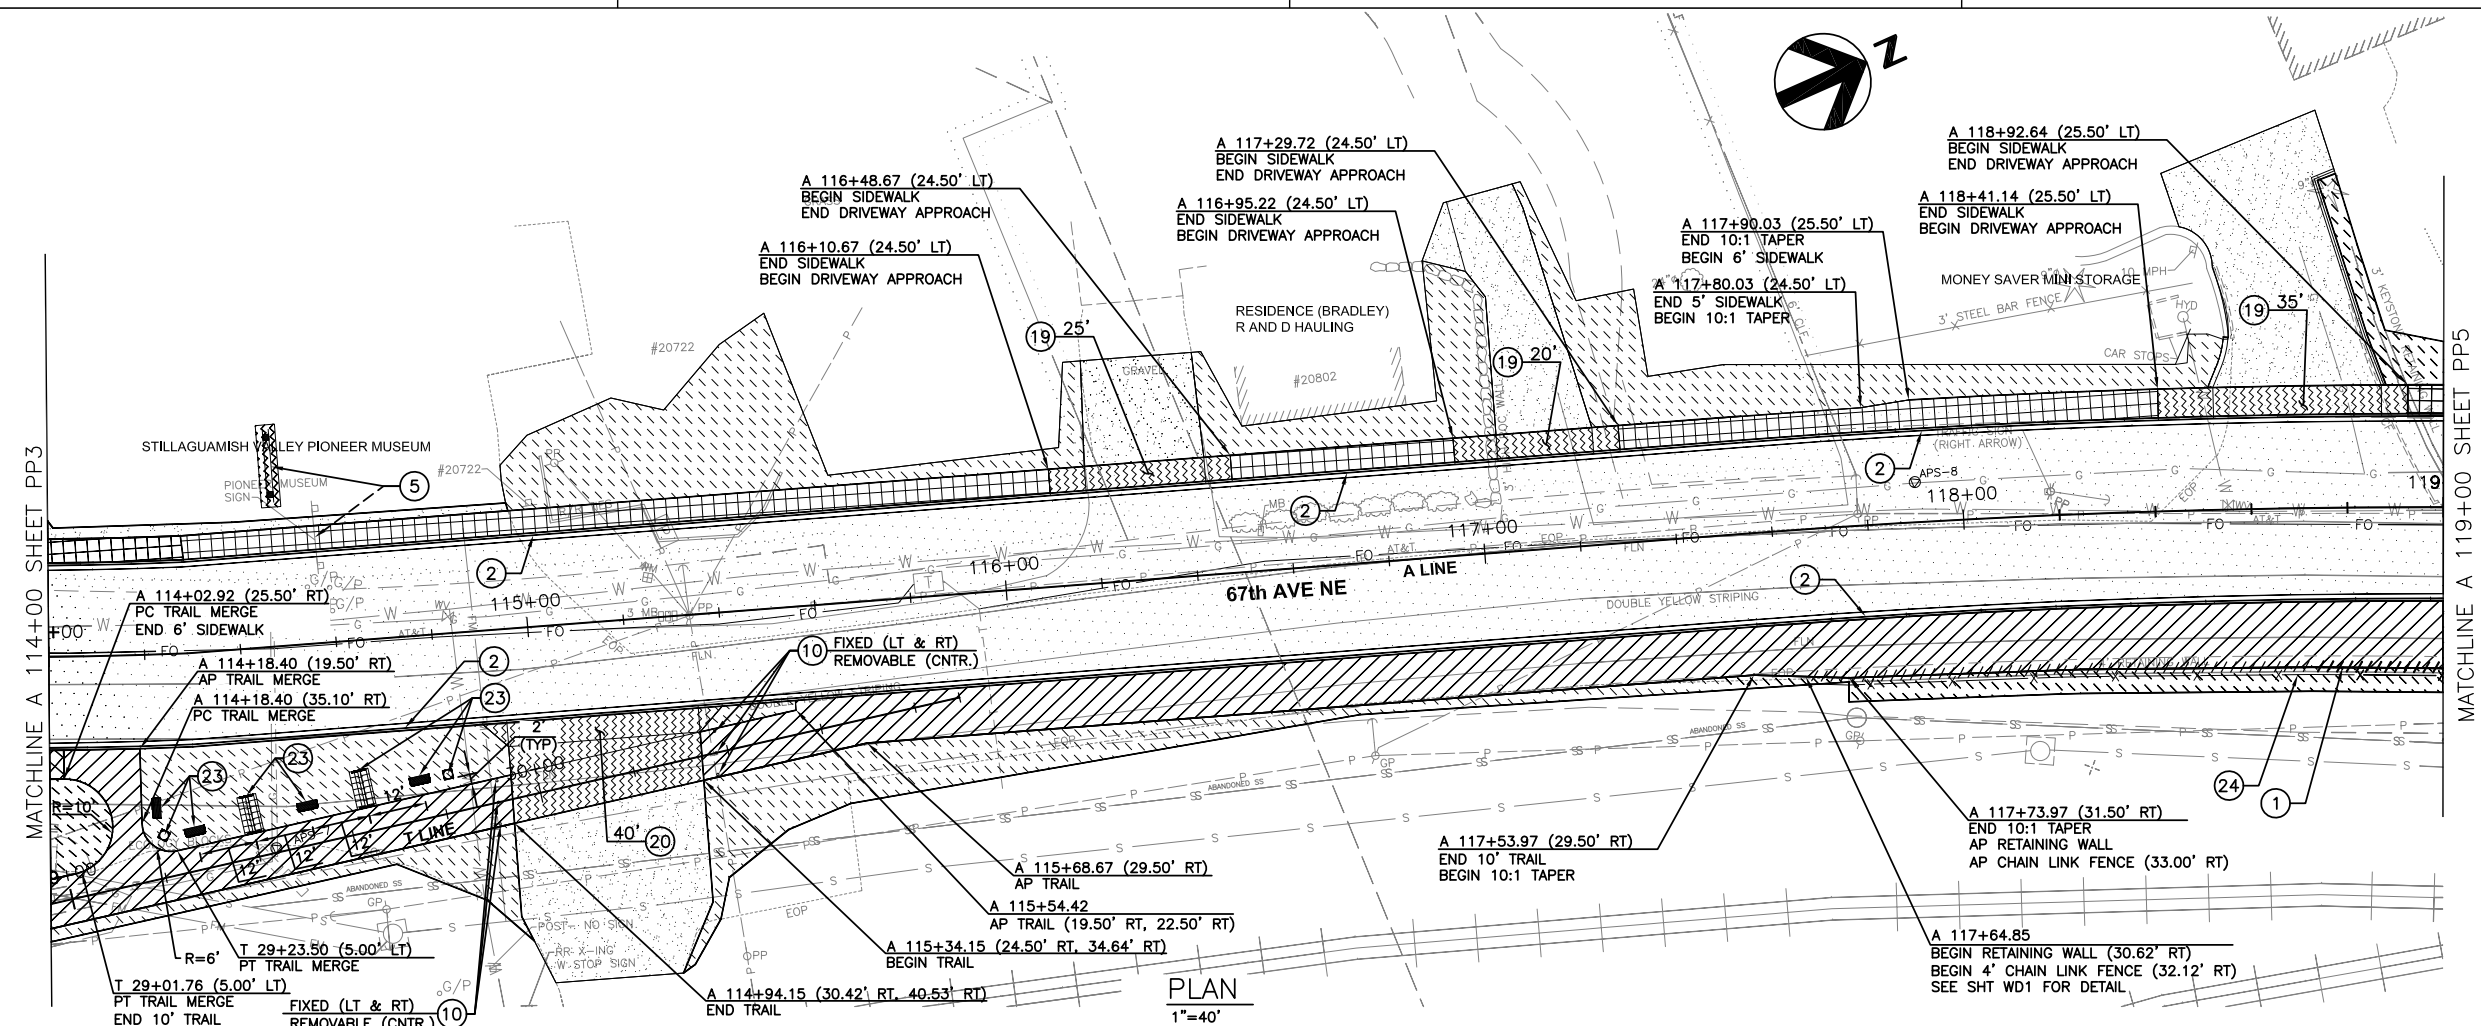 N
A 116+48.67 (24.50' LT)
BEGIN SIDEWALK
END DRIVEWAY APPROACH
A 116+10.67 (24.50' LT)
END SIDEWALK
BEGIN DRIVEWAY APPROACH
A 117+29.72 (24.50' LT)
BEGIN SIDEWALK
END DRIVEWAY APPROACH
A 116+95.22 (24.50' LT)
END SIDEWALK
BEGIN DRIVEWAY APPROACH
A 117+90.03 (25.50' LT)
END 10:1 TAPER
BEGIN 6' SIDEWALK
A 117+80.03 (24.50' LT)
END 5' SIDEWALK
BEGIN 10:1 TAPER
A 118+92.64 (25.50' LT)
BEGIN SIDEWALK
END DRIVEWAY APPROACH
A 118+41.14 (25.50' LT)
END SIDEWALK
BEGIN DRIVEWAY APPROACH
MONEY SAVER MINI STORAGE
10 MPH
3' STEEL BAR FENCE
HYD
CAR STOPS
6' CLF
19 35'
19 25'
19 20'
RESIDENCE (BRADLEY)
R AND D HAULING
#20802
#20722
GRAVEL
STILLAGUAMISH VALLEY PIONEER MUSEUM
#20722
PIONEER MUSEUM
SIGN
5
2
2
2
(RIGHT ARROW)
APS-8
MATCHLINE A 114+00 SHEET PP3
MATCHLINE A 119+00 SHEET PP5
115+00
116+00
117+00
118+00
119
+00
67th AVE NE
A LINE
DOUBLE YELLOW STRIPING
2
A 114+02.92 (25.50' RT)
PC TRAIL MERGE
END 6' SIDEWALK
A 114+18.40 (19.50' RT)
AP TRAIL MERGE
A 114+18.40 (35.10' RT)
PC TRAIL MERGE
2
23
23
23
2'
(TYP)
10 FIXED (LT & RT)
REMOVABLE (CNTR.)
R=10'
12'
12'
12'
12'
T LINE
40' 20
ABANDONED SS
ABANDONED SS
ABANDONED SS
EOP
GP
POST- NO SIGN
RR X-ING
W STOP SIGN
R=6'
T 29+23.50 (5.00' LT)
PT TRAIL MERGE
T 29+01.76 (5.00' LT)
PT TRAIL MERGE
END 10' TRAIL
FIXED (LT & RT)
REMOVABLE (CNTR.) 10
A 114+94.15 (30.42' RT, 40.53' RT)
END TRAIL
A 115+34.15 (24.50' RT, 34.64' RT)
BEGIN TRAIL
A 115+54.42
AP TRAIL (19.50' RT, 22.50' RT)
A 115+68.67 (29.50' RT)
AP TRAIL
A 117+53.97 (29.50' RT)
END 10' TRAIL
BEGIN 10:1 TAPER
A 117+73.97 (31.50' RT)
END 10:1 TAPER
AP RETAINING WALL
AP CHAIN LINK FENCE (33.00' RT)
A 117+64.85
BEGIN RETAINING WALL (30.62' RT)
BEGIN 4' CHAIN LINK FENCE (32.12' RT)
SEE SHT WD1 FOR DETAIL
24
1
PLAN
1"=40'